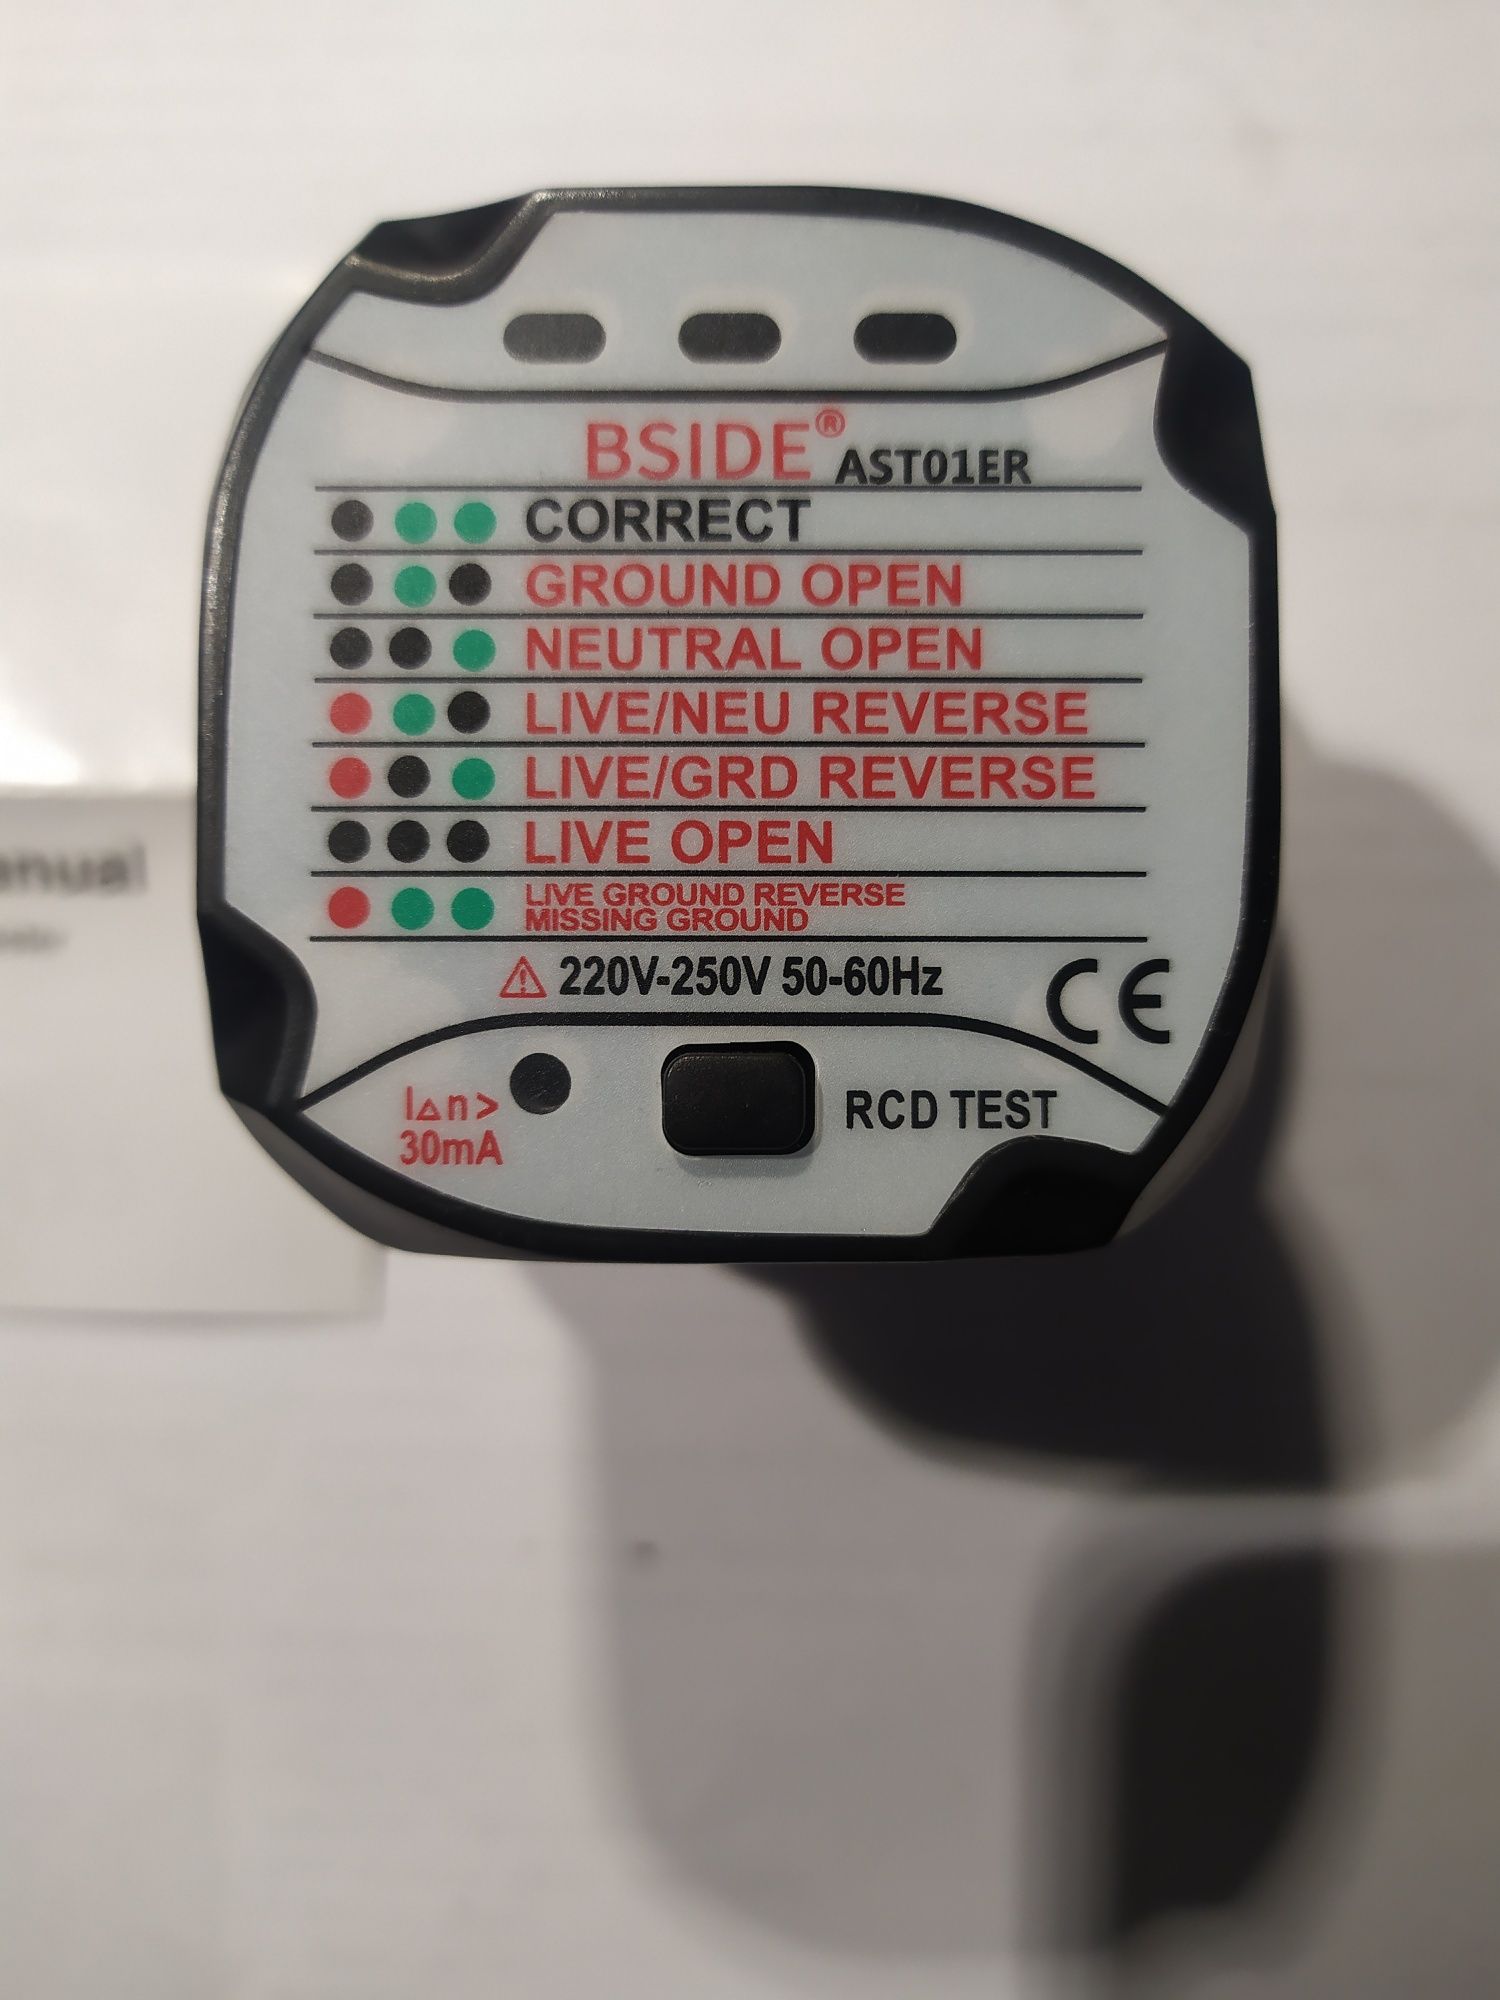 BSIDE® AST01ER
CORRECT
GROUND OPEN
NEUTRAL OPEN
LIVE/NEU REVERSE
LIVE/GRD REVERSE
LIVE OPEN
LIVE GROUND REVERSE
MISSING GROUND
220V-250V 50-60Hz CE
I△n>
30mA
RCD TEST
anual